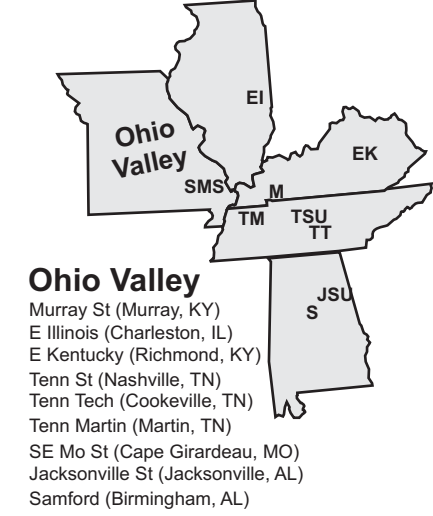 EI
Ohio
Valley
EK
SMS
M
TM
TSU
TT
JSU
S
Ohio Valley
Murray St (Murray, KY)
E Illinois (Charleston, IL)
E Kentucky (Richmond, KY)
Tenn St (Nashville, TN)
Tenn Tech (Cookeville, TN)
Tenn Martin (Martin, TN)
SE Mo St (Cape Girardeau, MO)
Jacksonville St (Jacksonville, AL)
Samford (Birmingham, AL)